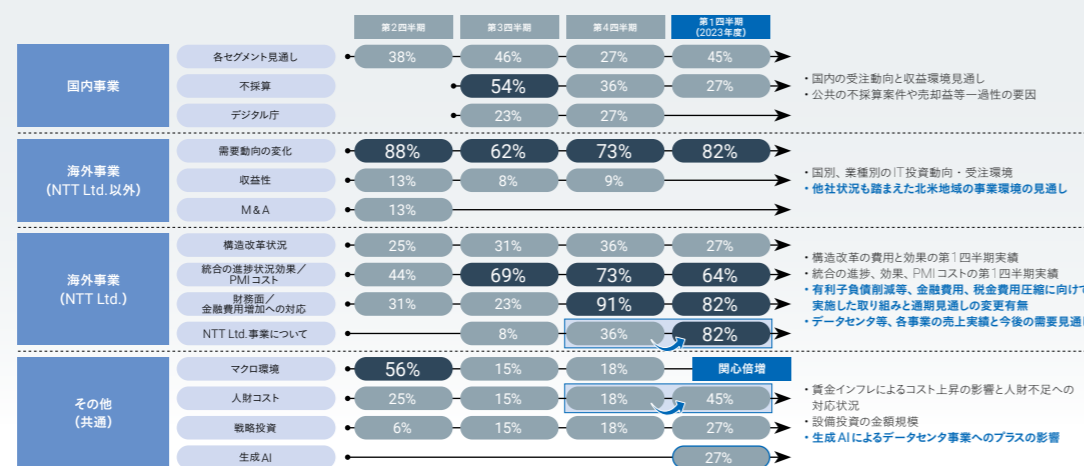 第2四半期 第3四半期 第4四半期 第1四半期
(2023年度)
国内事業
各セグメント見通し 38% 46% 27% 45%
不採算 54% 36% 27%
デジタル庁 23% 27%
・国内の受注動向と収益環境見通し
・公共の不採算案件や売却益等一過性の要因
海外事業
(NTT Ltd.以外)
需要動向の変化 88% 62% 73% 82%
収益性 13% 8% 9%
M&A 13%
・国別、業種別のIT投資動向・受注環境
・他社状況も踏まえた北米地域の事業環境の見通し
海外事業
(NTT Ltd.)
構造改革状況 25% 31% 36% 27%
統合の進捗状況効果/
PMIコスト 44% 69% 73% 64%
財務面/
金融費用増加への対応 31% 23% 91% 82%
NTT Ltd.事業について 8% 36% 82%
・構造改革の費用と効果の第1四半期実績
・統合の進捗、効果、PMIコストの第1四半期実績
・有利子負債削減等、金融費用、税金費用圧縮に向けて
実施した取り組みと通期見通しの変更有無
・データセンタ等、各事業の売上実績と今後の需要見通し
その他
(共通)
マクロ環境 56% 15% 18% 関心倍増
人財コスト 25% 15% 18% 45%
戦略投資 6% 15% 18% 27%
生成AI 27%
・賃金インフレによるコスト上昇の影響と人財不足への
対応状況
・設備投資の金額規模
・生成AIによるデータセンタ事業へのプラスの影響